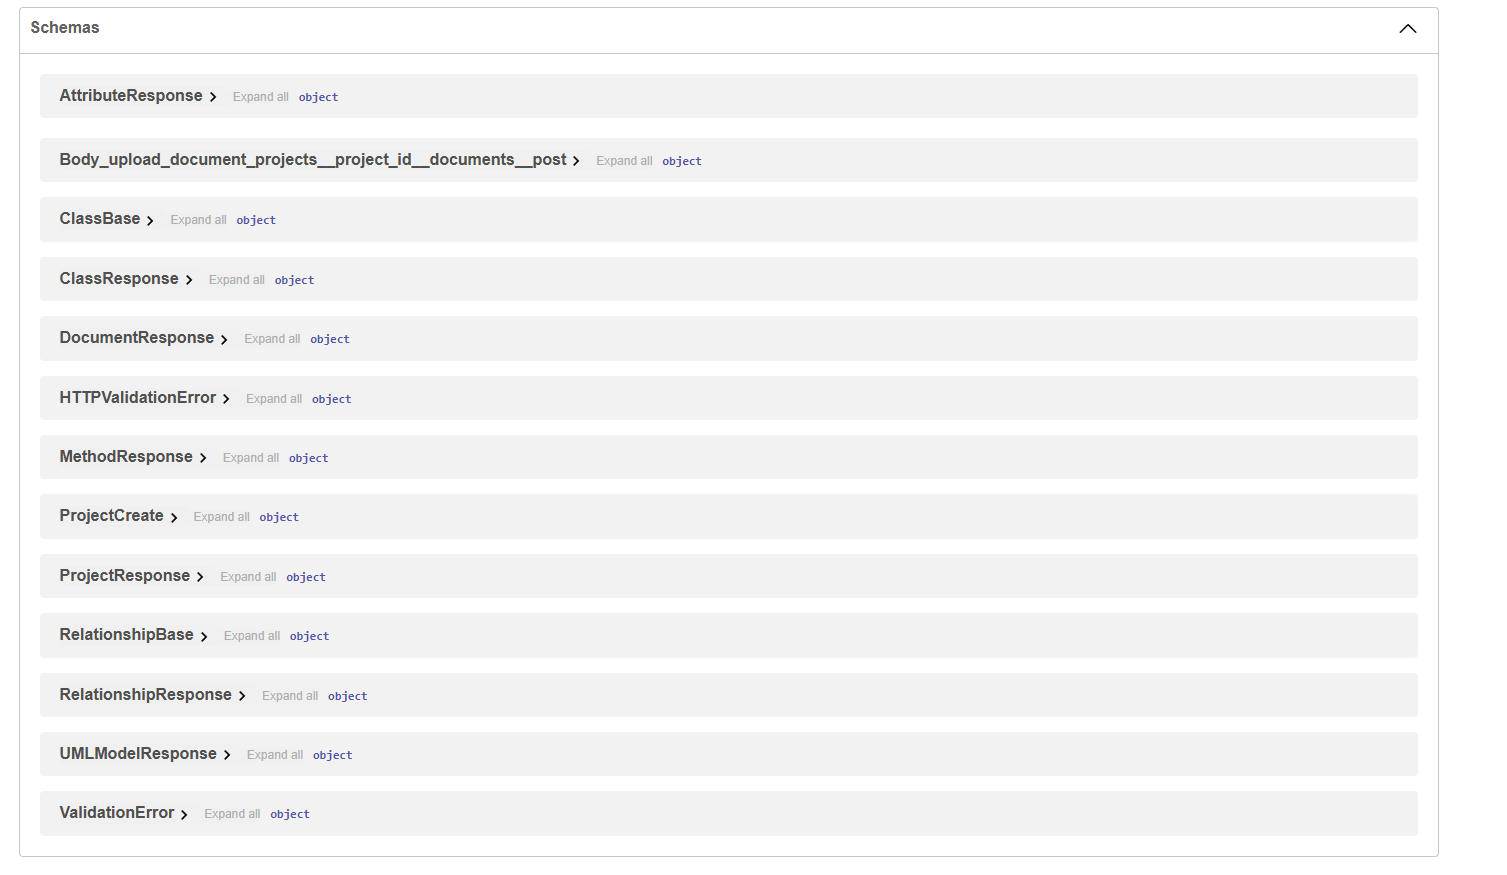 Schemas
AttributeResponse Expand all object
Body_upload_document_projects__project_id__documents__post Expand all object
ClassBase Expand all object
ClassResponse Expand all object
DocumentResponse Expand all object
HTTPValidationError Expand all object
MethodResponse Expand all object
ProjectCreate Expand all object
ProjectResponse Expand all object
RelationshipBase Expand all object
RelationshipResponse Expand all object
UMLModelResponse Expand all object
ValidationError Expand all object